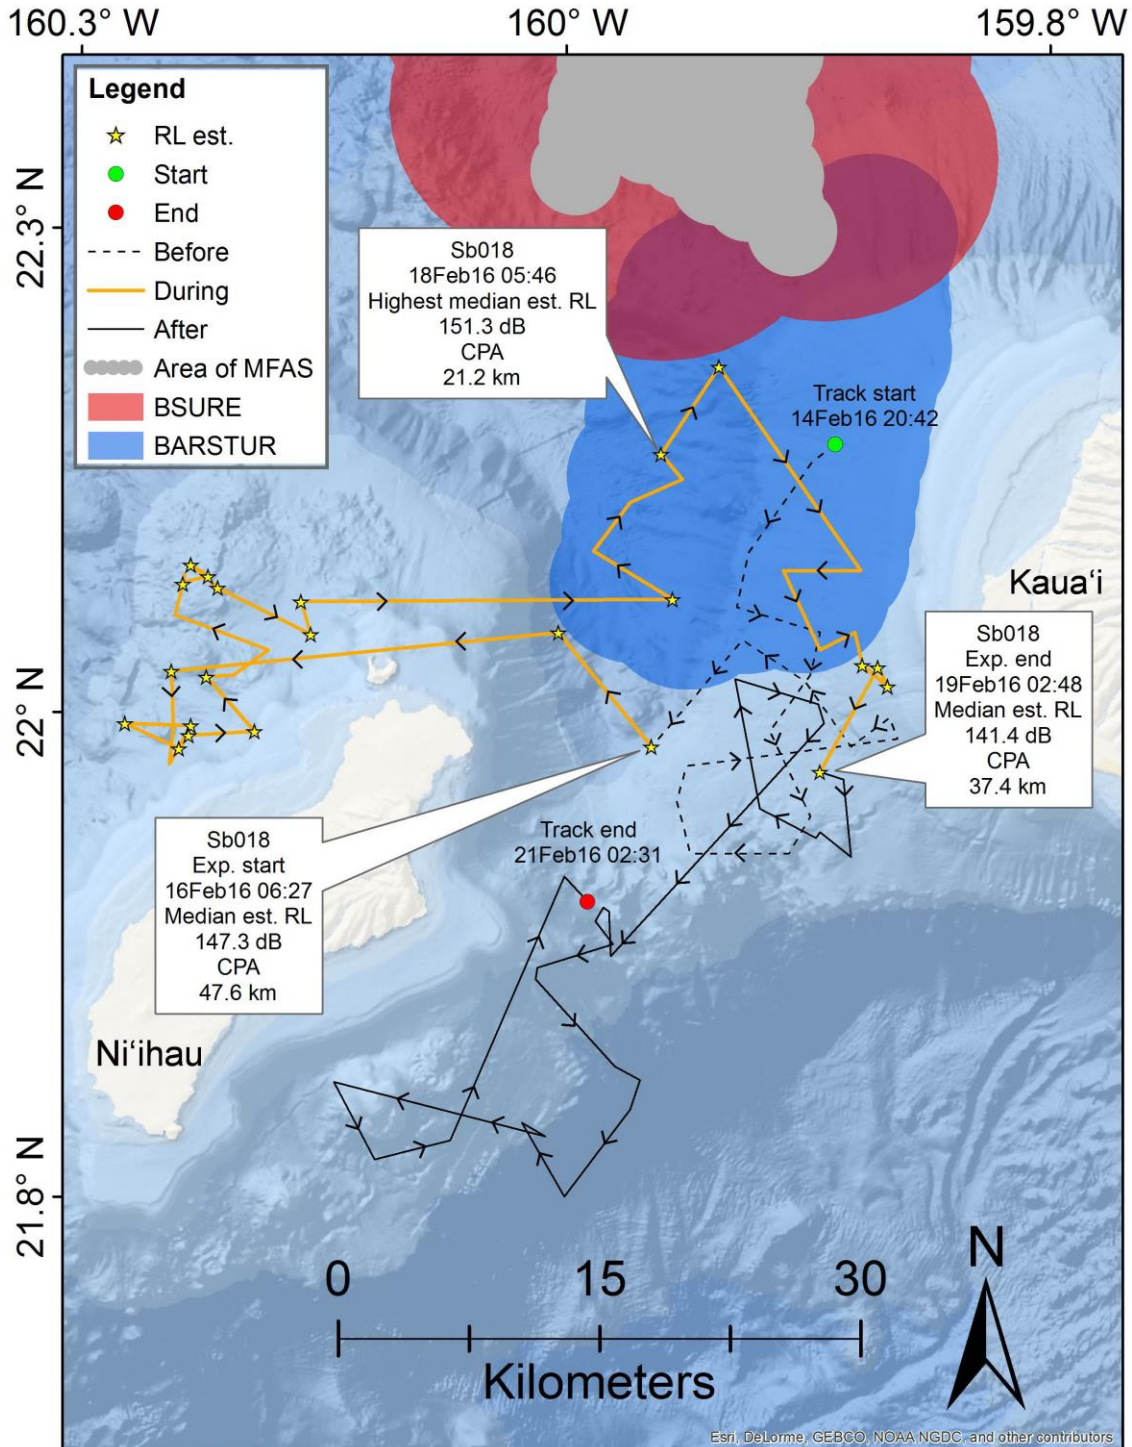 160.3° W
160° W
159.8° W
Legend
RL est.
Start
End
Before
During
After
Area of MFAS
BSURE
BARSTUR
22.3° N
22° N
21.8° N
Sb018
18Feb16 05:46
Highest median est. RL
151.3 dB
CPA
21.2 km
Track start
14Feb16 20:42
Kaua‘i
Sb018
Exp. end
19Feb16 02:48
Median est. RL
141.4 dB
CPA
37.4 km
Sb018
Exp. start
16Feb16 06:27
Median est. RL
147.3 dB
CPA
47.6 km
Track end
21Feb16 02:31
Ni‘ihau
0 15 30
Kilometers
N
Esri, DeLorme, GEBCO, NOAA NGDC, and other contributors